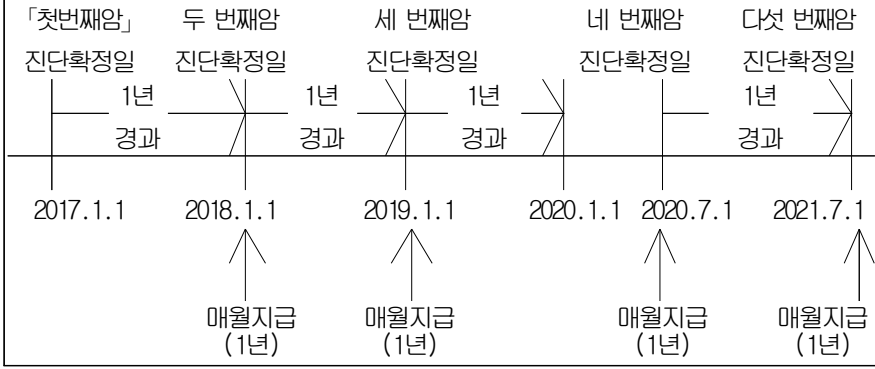 「첫번째암」 두 번째암 세 번째암 네 번째암 다섯 번째암
진단확정일 진단확정일 진단확정일 진단확정일 진단확정일
1년 1년 1년 1년
경과 경과 경과 경과
2017.1.1 2018.1.1 2019.1.1 2020.1.1 2020.7.1 2021.7.1
매월지급 매월지급 매월지급 매월지급
(1년) (1년) (1년) (1년)